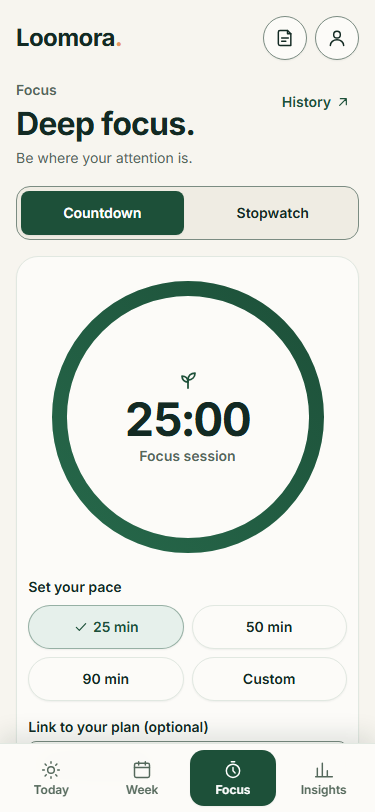 Loomora.
Focus
History
Deep focus.
Be where your attention is.
Countdown
Stopwatch
25:00
Focus session
Set your pace
25 min
50 min
90 min
Custom
Link to your plan (optional)
Today
Week
Focus
Insights